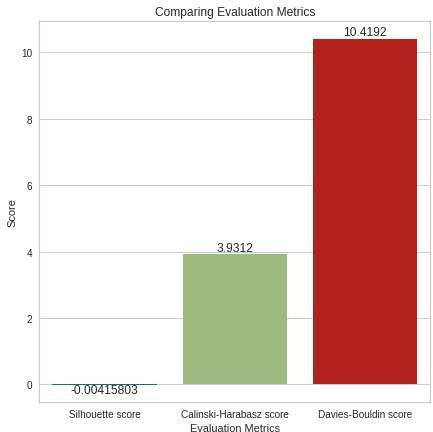 Comparing Evaluation Metrics
10.4192
10
8
6
Score
3.9312
4
2
0
-0.00415803
Silhouette score Calinski-Harabasz score Davies-Bouldin score
Evaluation Metrics